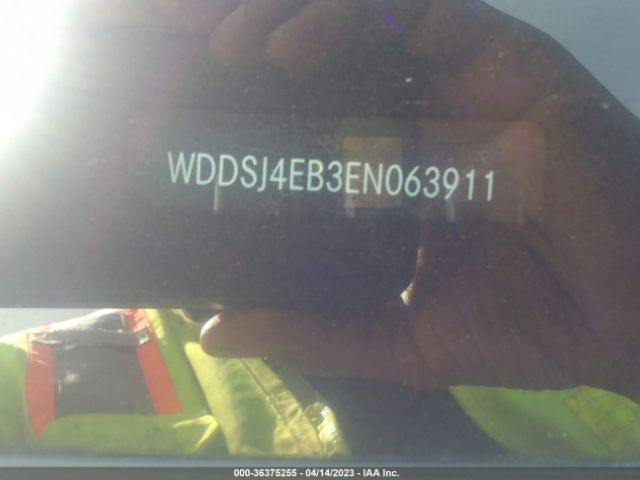 WDDSJ4EB3EN063911
000-36375255 - 04/14/2023 - IAA Inc.